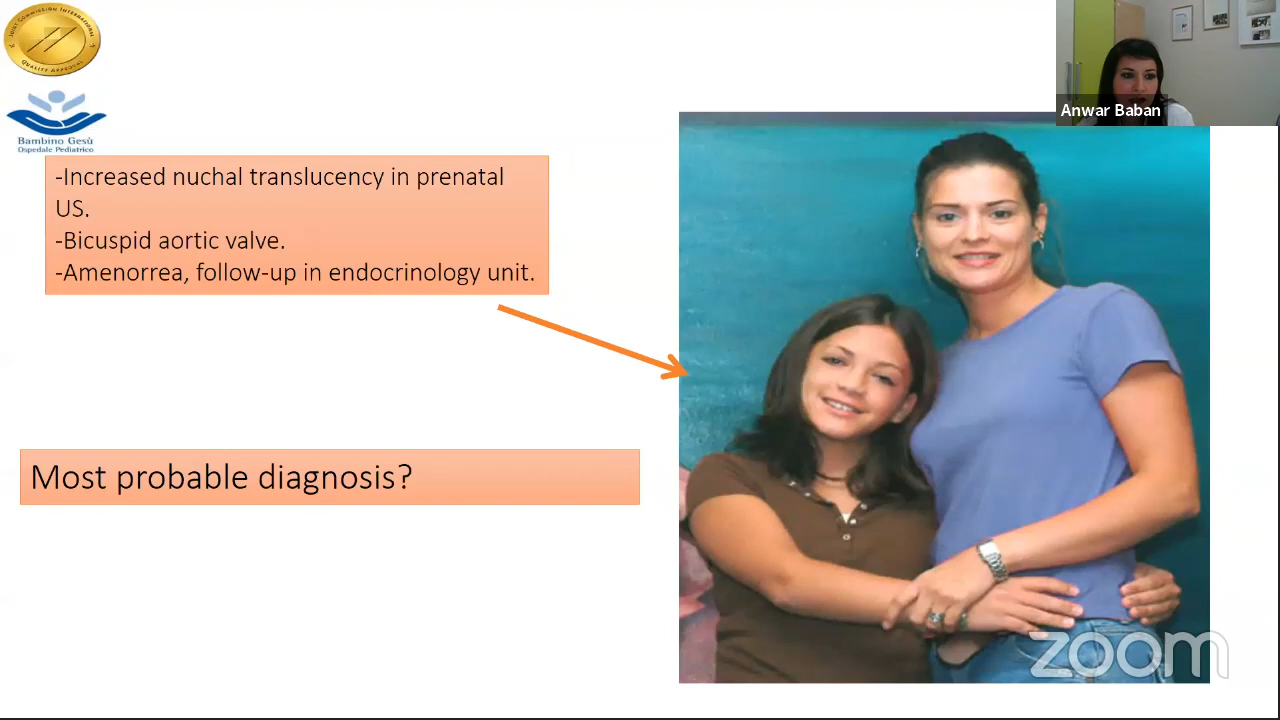 JOINT COMMISSION INTERNATIONAL
QUALITY APPROVAL
Bambino Gesù
Ospedale Pediatrico
Anwar Baban
-Increased nuchal translucency in prenatal
US.
-Bicuspid aortic valve.
-Amenorrea, follow-up in endocrinology unit.
Most probable diagnosis?
zoom